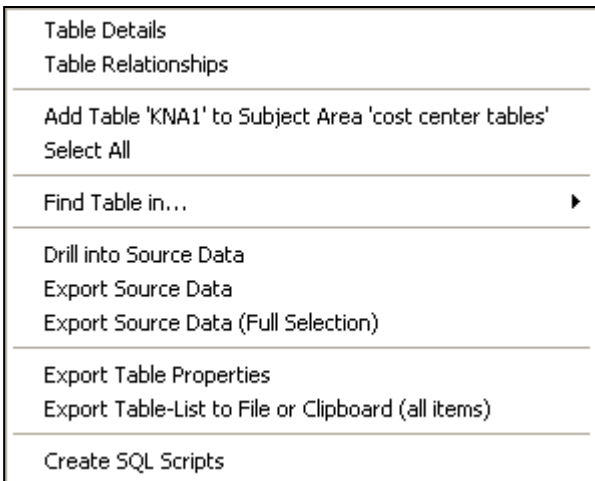 Table Details
Table Relationships
Add Table 'KNA1' to Subject Area 'cost center tables'
Select All
Find Table in...
Drill into Source Data
Export Source Data
Export Source Data (Full Selection)
Export Table Properties
Export Table-List to File or Clipboard (all items)
Create SQL Scripts